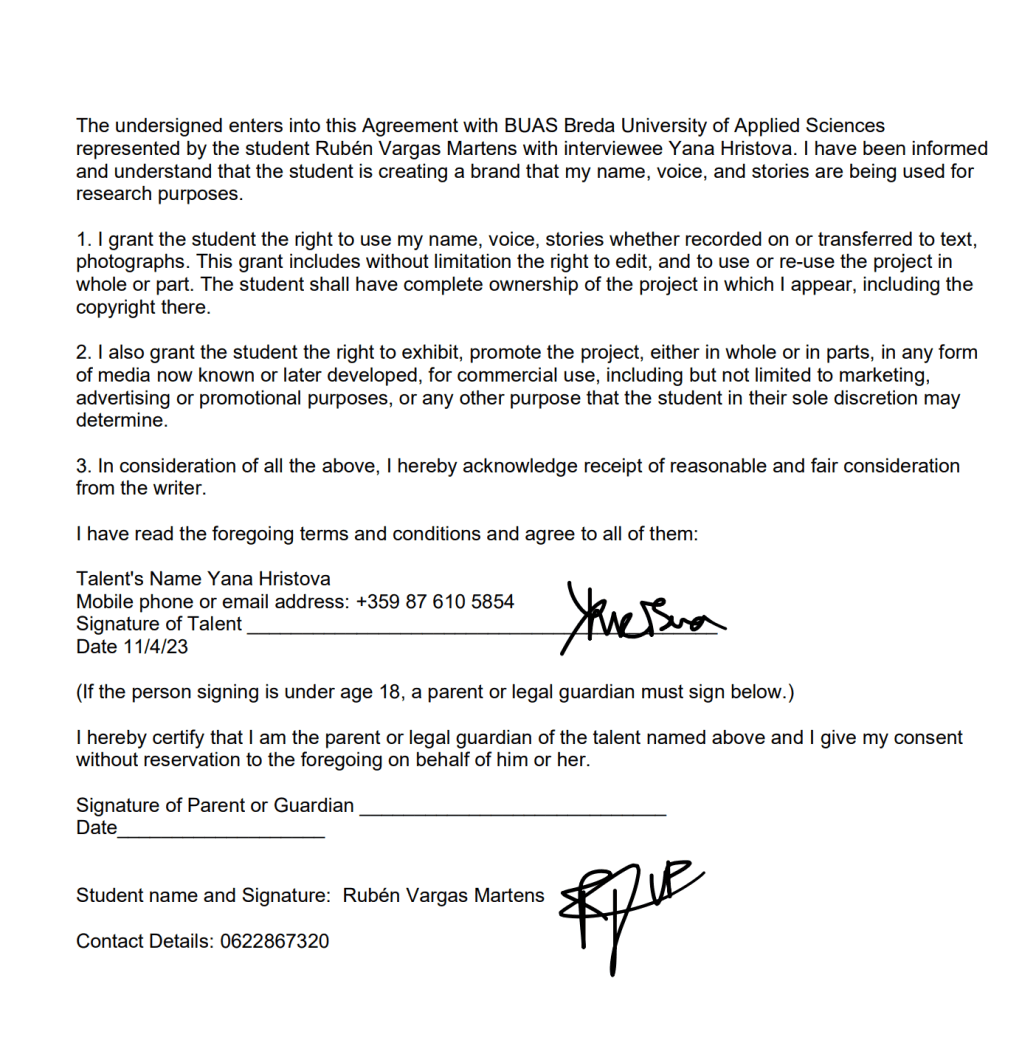 The undersigned enters into this Agreement with BUAS Breda University of Applied Sciences
represented by the student Rubén Vargas Martens with interviewee Yana Hristova. I have been informed
and understand that the student is creating a brand that my name, voice, and stories are being used for
research purposes.
1. I grant the student the right to use my name, voice, stories whether recorded on or transferred to text,
photographs. This grant includes without limitation the right to edit, and to use or re-use the project in
whole or part. The student shall have complete ownership of the project in which I appear, including the
copyright there.
2. I also grant the student the right to exhibit, promote the project, either in whole or in parts, in any form
of media now known or later developed, for commercial use, including but not limited to marketing,
advertising or promotional purposes, or any other purpose that the student in their sole discretion may
determine.
3. In consideration of all the above, I hereby acknowledge receipt of reasonable and fair consideration
from the writer.
I have read the foregoing terms and conditions and agree to all of them:
Talent's Name Yana Hristova
Mobile phone or email address: +359 87 610 5854
Signature of Talent
Date 11/4/23
(If the person signing is under age 18, a parent or legal guardian must sign below.)
I hereby certify that I am the parent or legal guardian of the talent named above and I give my consent
without reservation to the foregoing on behalf of him or her.
Signature of Parent or Guardian
Date
Student name and Signature: Rubén Vargas Martens
Contact Details: 0622867320